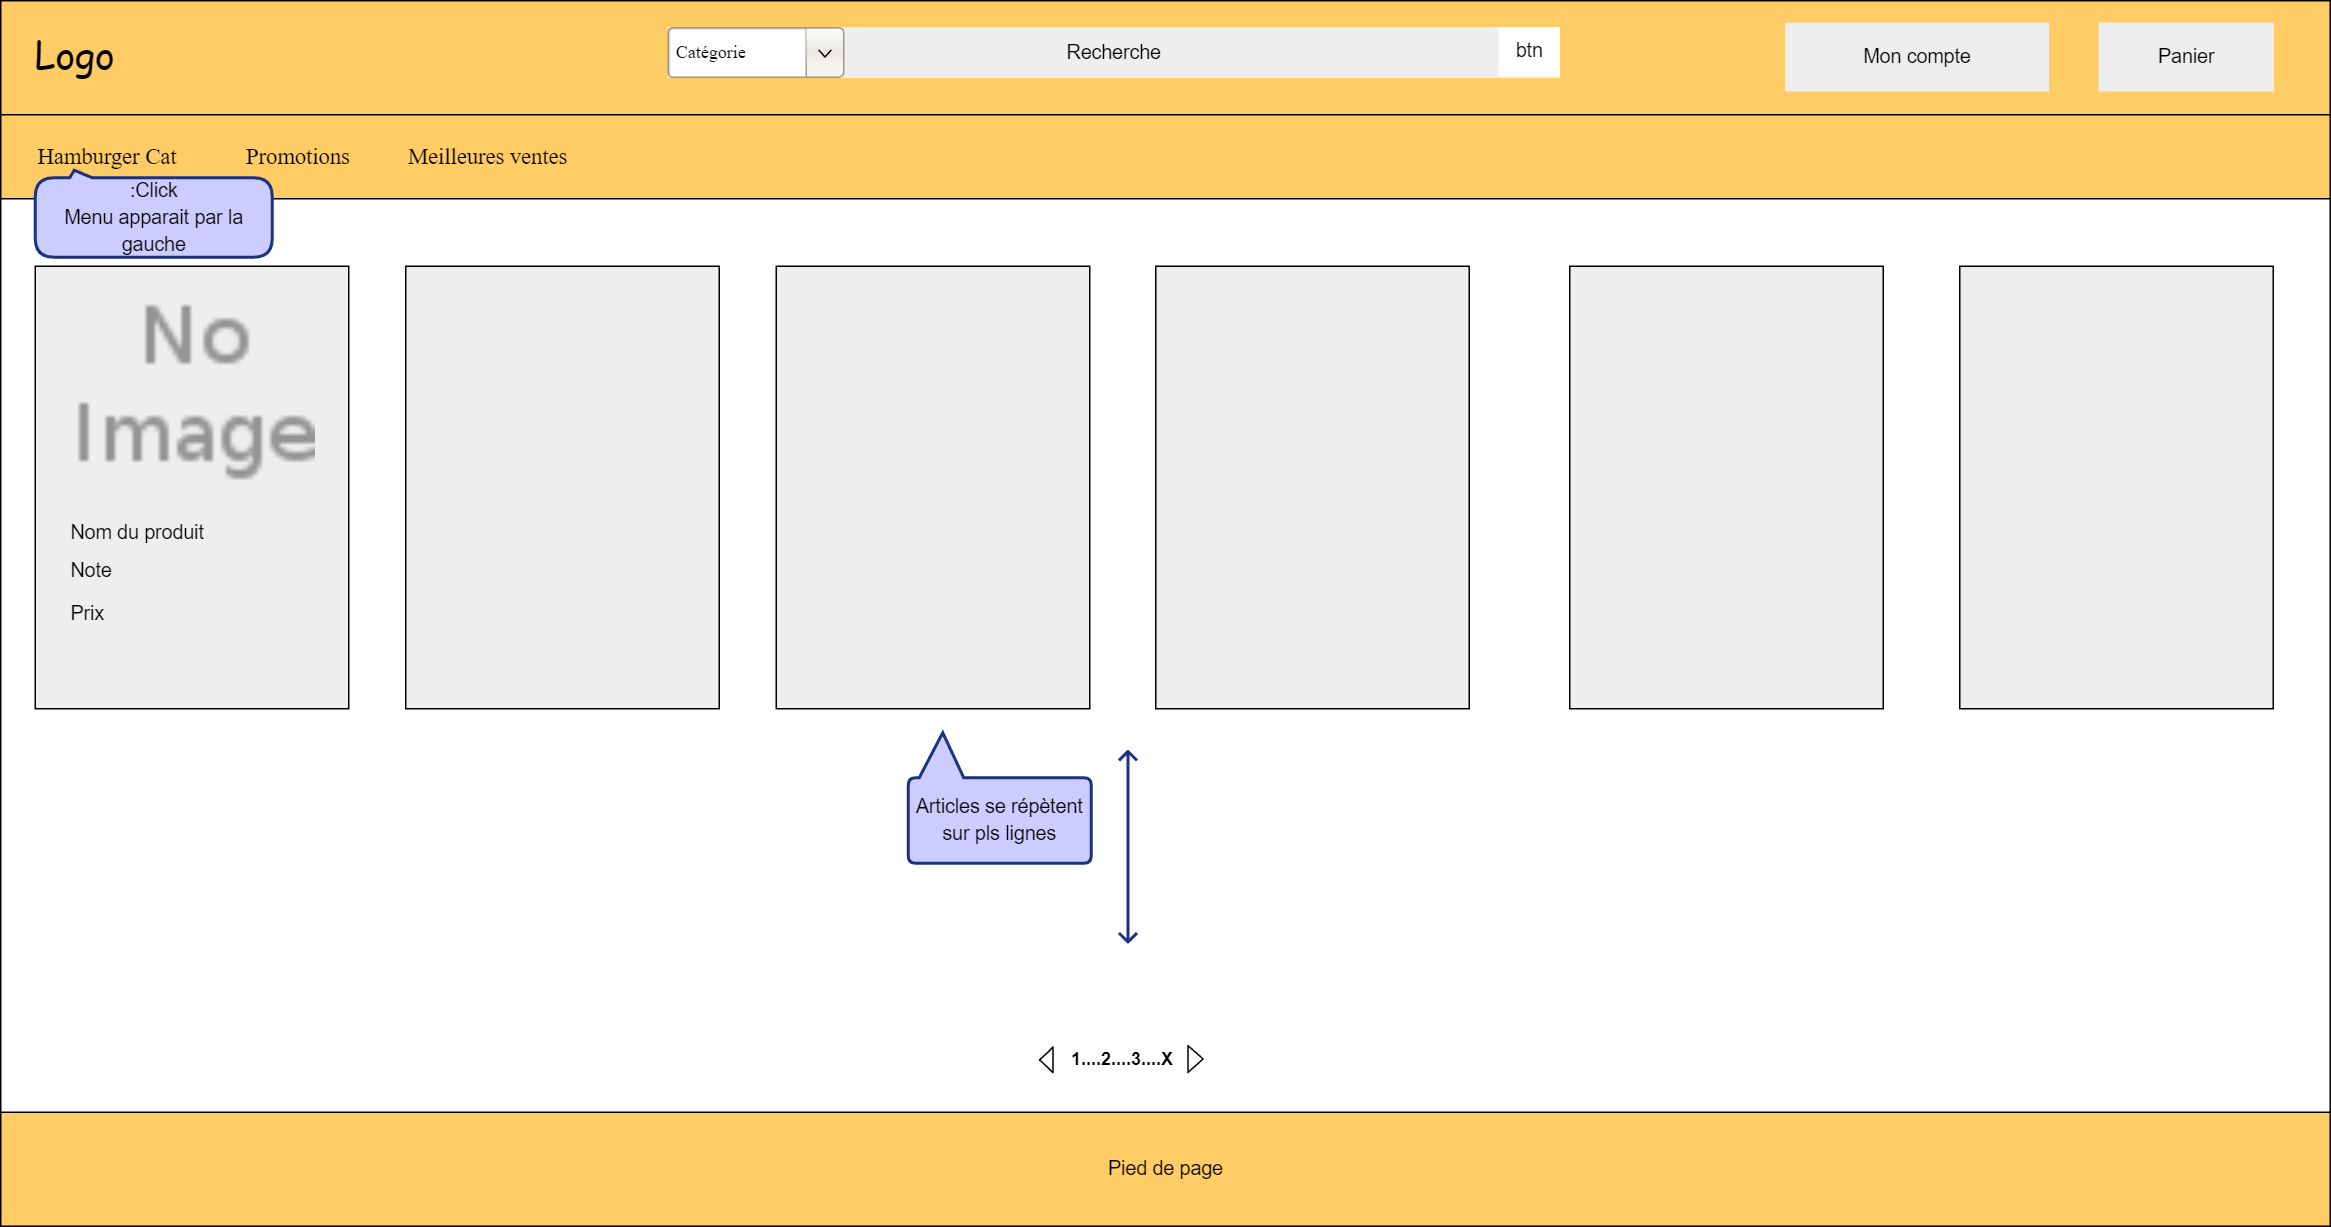 Logo
Catégorie
Recherche
btn
Mon compte
Panier
Hamburger Cat
Promotions
Meilleures ventes
:Click
Menu apparait par la
gauche
No
Image
Nom du produit
Note
Prix
Articles se répètent
sur pls lignes
1....2....3....X
Pied de page